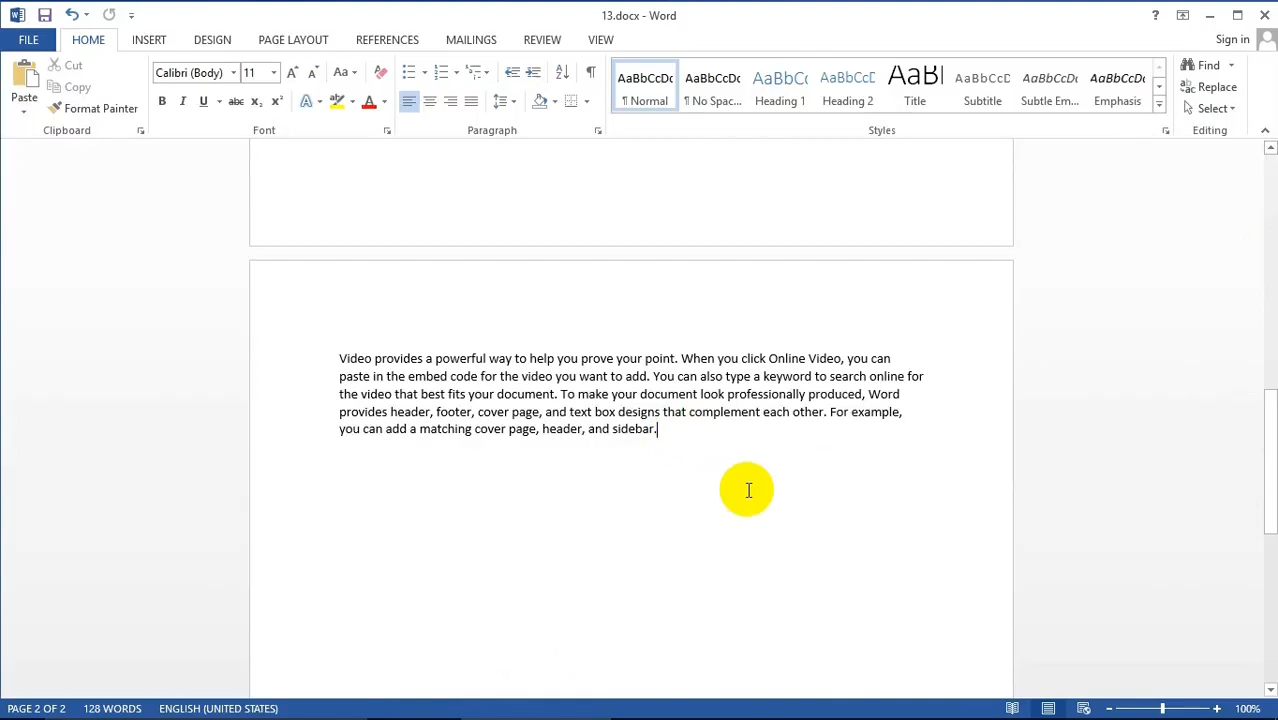 13.docx - Word
FILE HOME INSERT DESIGN PAGE LAYOUT REFERENCES MAILINGS REVIEW VIEW Sign in
Paste
Cut
Copy
Format Painter
Clipboard
Calibri (Body) 11
Font
Paragraph
AaBbCcDc AaBbCcDc AaBbC AaBbCcC AaB AaBbCcD AaBbCcDc AaBbCcDc
¶ Normal ¶ No Spac... Heading 1 Heading 2 Title Subtitle Subtle Em... Emphasis
Styles
Find
Replace
Select
Editing
Video provides a powerful way to help you prove your point. When you click Online Video, you can
paste in the embed code for the video you want to add. You can also type a keyword to search online for
the video that best fits your document. To make your document look professionally produced, Word
provides header, footer, cover page, and text box designs that complement each other. For example,
you can add a matching cover page, header, and sidebar.
PAGE 2 OF 2 128 WORDS ENGLISH (UNITED STATES) 100%